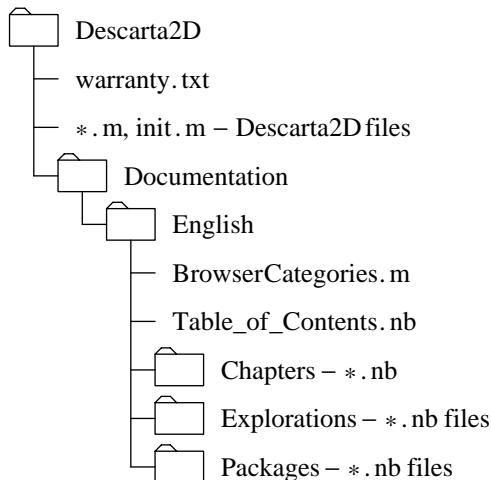 Descarta2D
warranty.txt
*.m, init.m – Descarta2D files
Documentation
English
BrowserCategories.m
Table_of_Contents.nb
Chapters – *.nb
Explorations – *.nb files
Packages – *.nb files